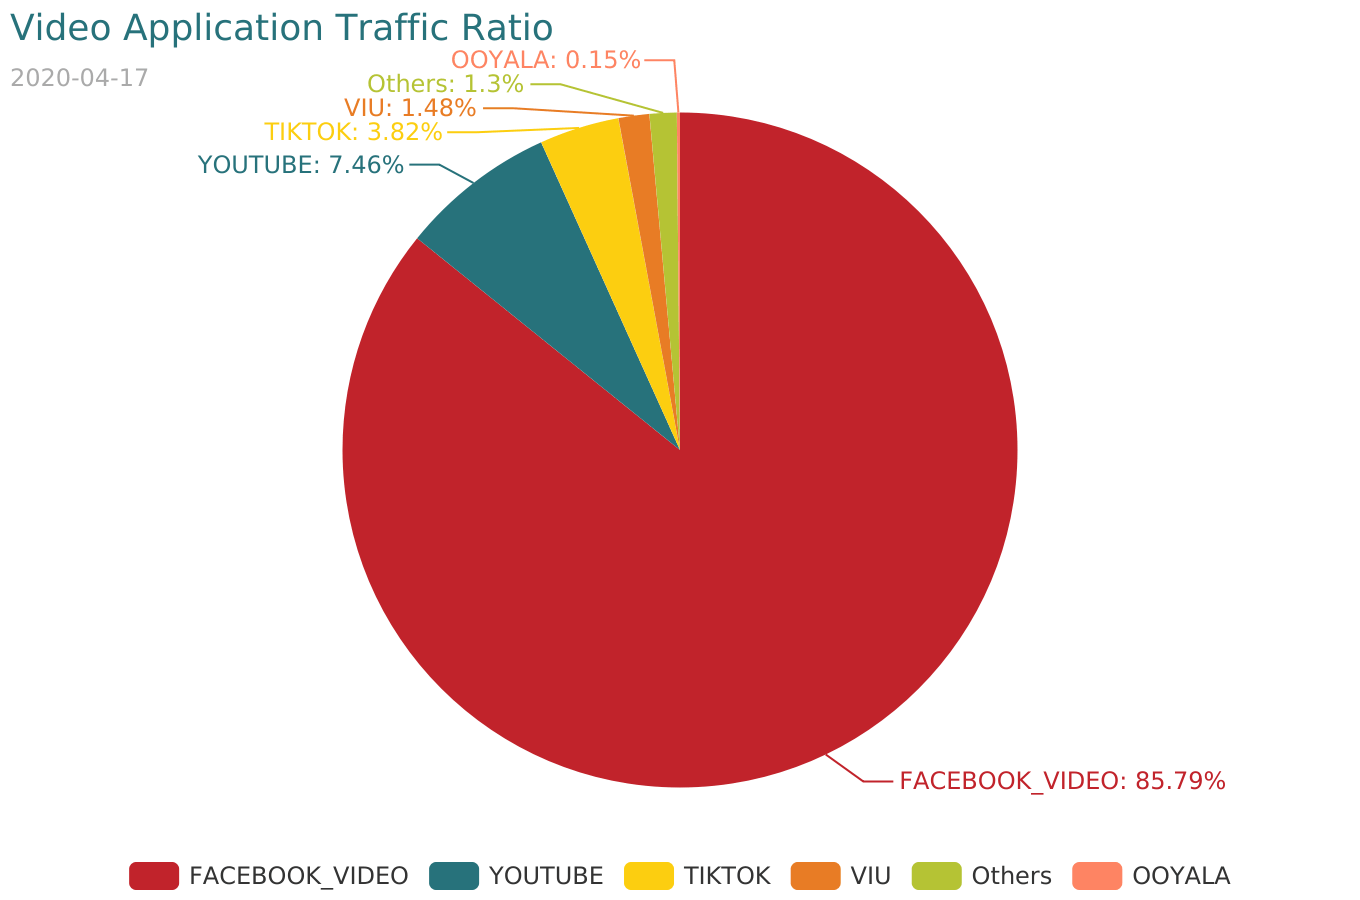 Video Application Traffic Ratio
2020-04-17
OOYALA: 0.15%
Others: 1.3%
VIU: 1.48%
TIKTOK: 3.82%
YOUTUBE: 7.46%
FACEBOOK_VIDEO: 85.79%
FACEBOOK_VIDEO YOUTUBE TIKTOK VIU Others OOYALA